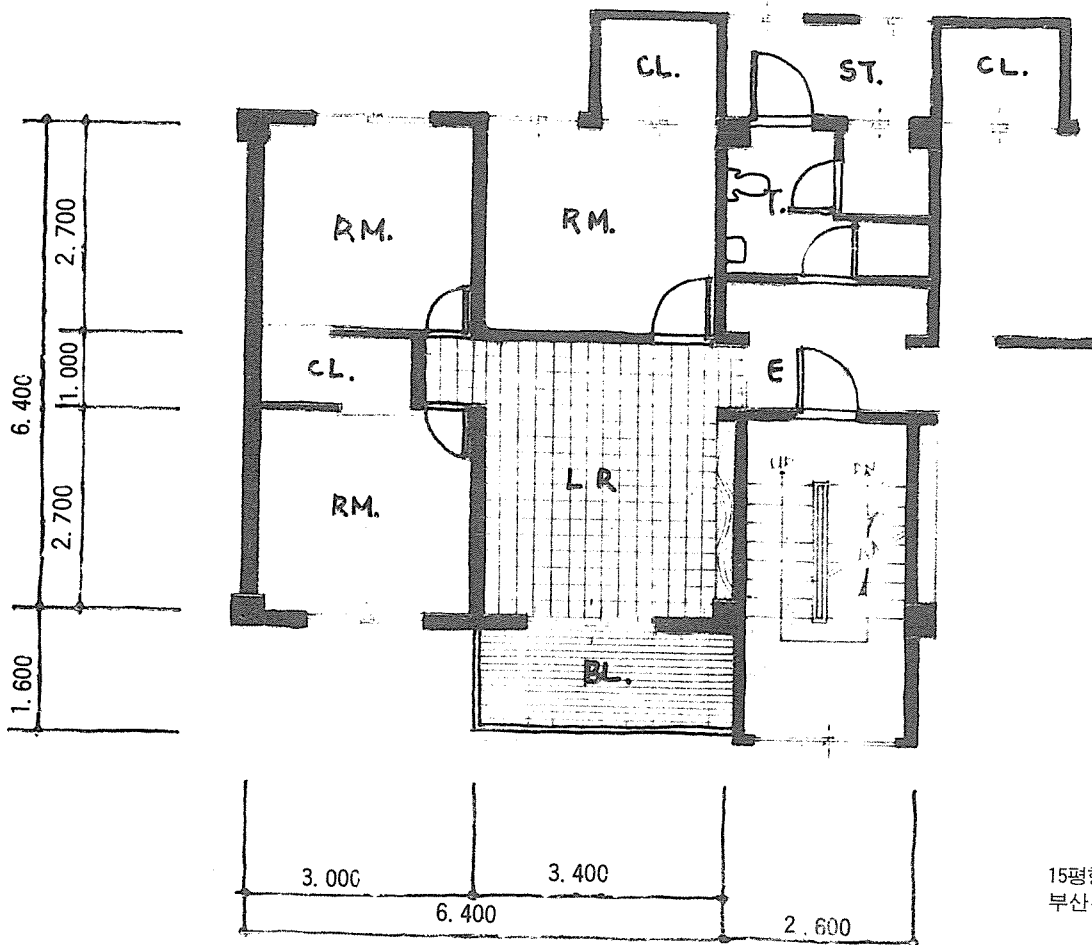 CL.
ST.
CL.
RM.
RM.
T.
CL.
E
RM.
L R
UP
DN
BL.
2.700
1.000
6.400
2.700
1.600
3.000
3.400
6.400
2.600
15평형
부산